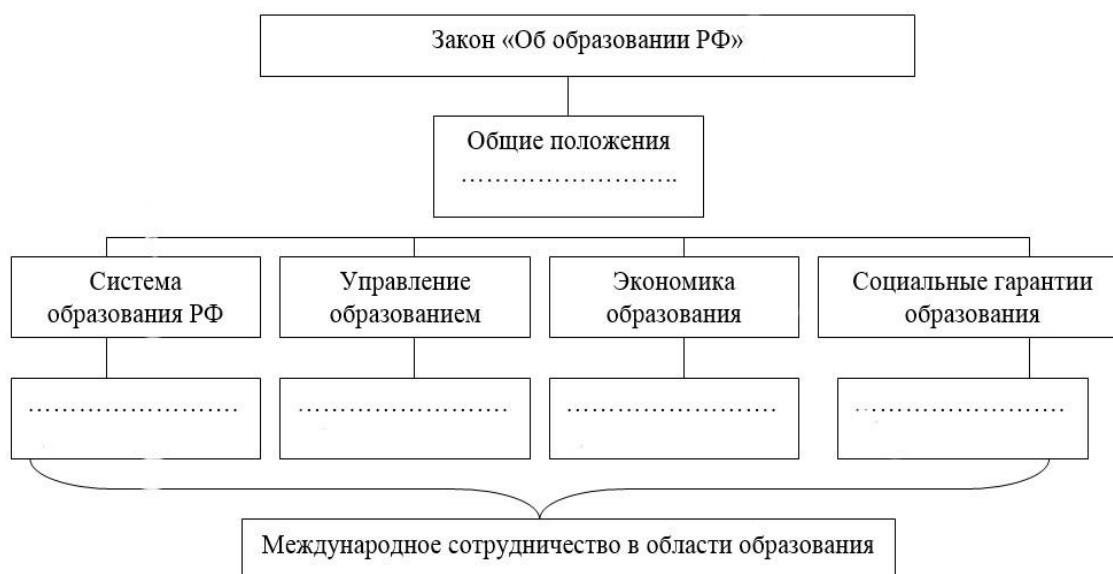 Закон «Об образовании РФ»
Общие положения
……………………..
Система
образования РФ
Управление
образованием
Экономика
образования
Социальные гарантии
образования
…………………….
…………………….
…………………….
…………………….
Международное сотрудничество в области образования